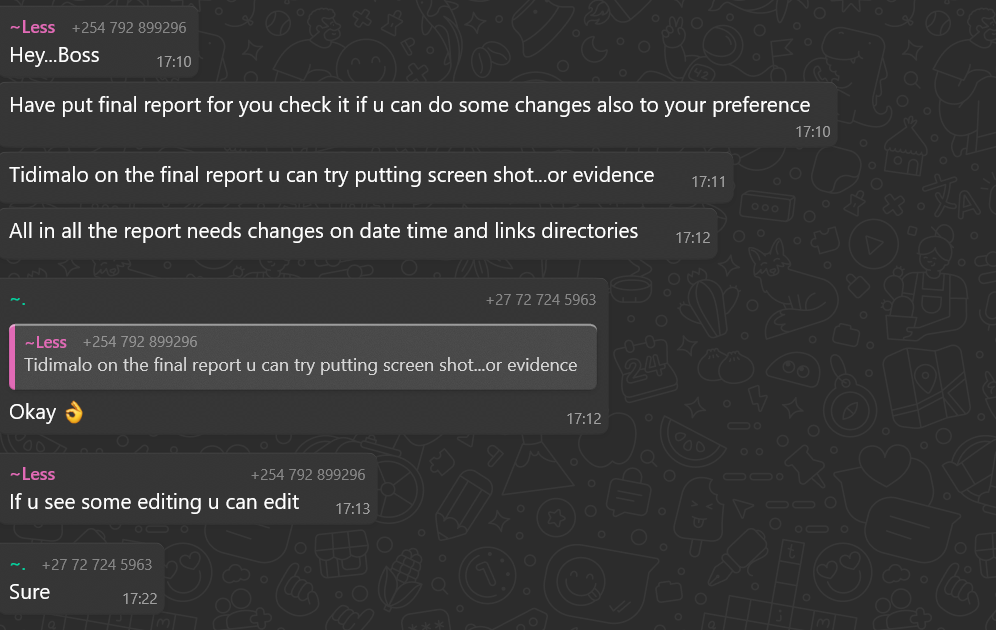 ~Less +254 792 899296
Hey...Boss
17:10
Have put final report for you check it if u can do some changes also to your preference
17:10
Tidimalo on the final report u can try putting screen shot...or evidence
17:11
All in all the report needs changes on date time and links directories
17:12
~. +27 72 724 5963
~Less +254 792 899296
Tidimalo on the final report u can try putting screen shot...or evidence
Okay 👌
17:12
~Less +254 792 899296
If u see some editing u can edit
17:13
~. +27 72 724 5963
Sure
17:22